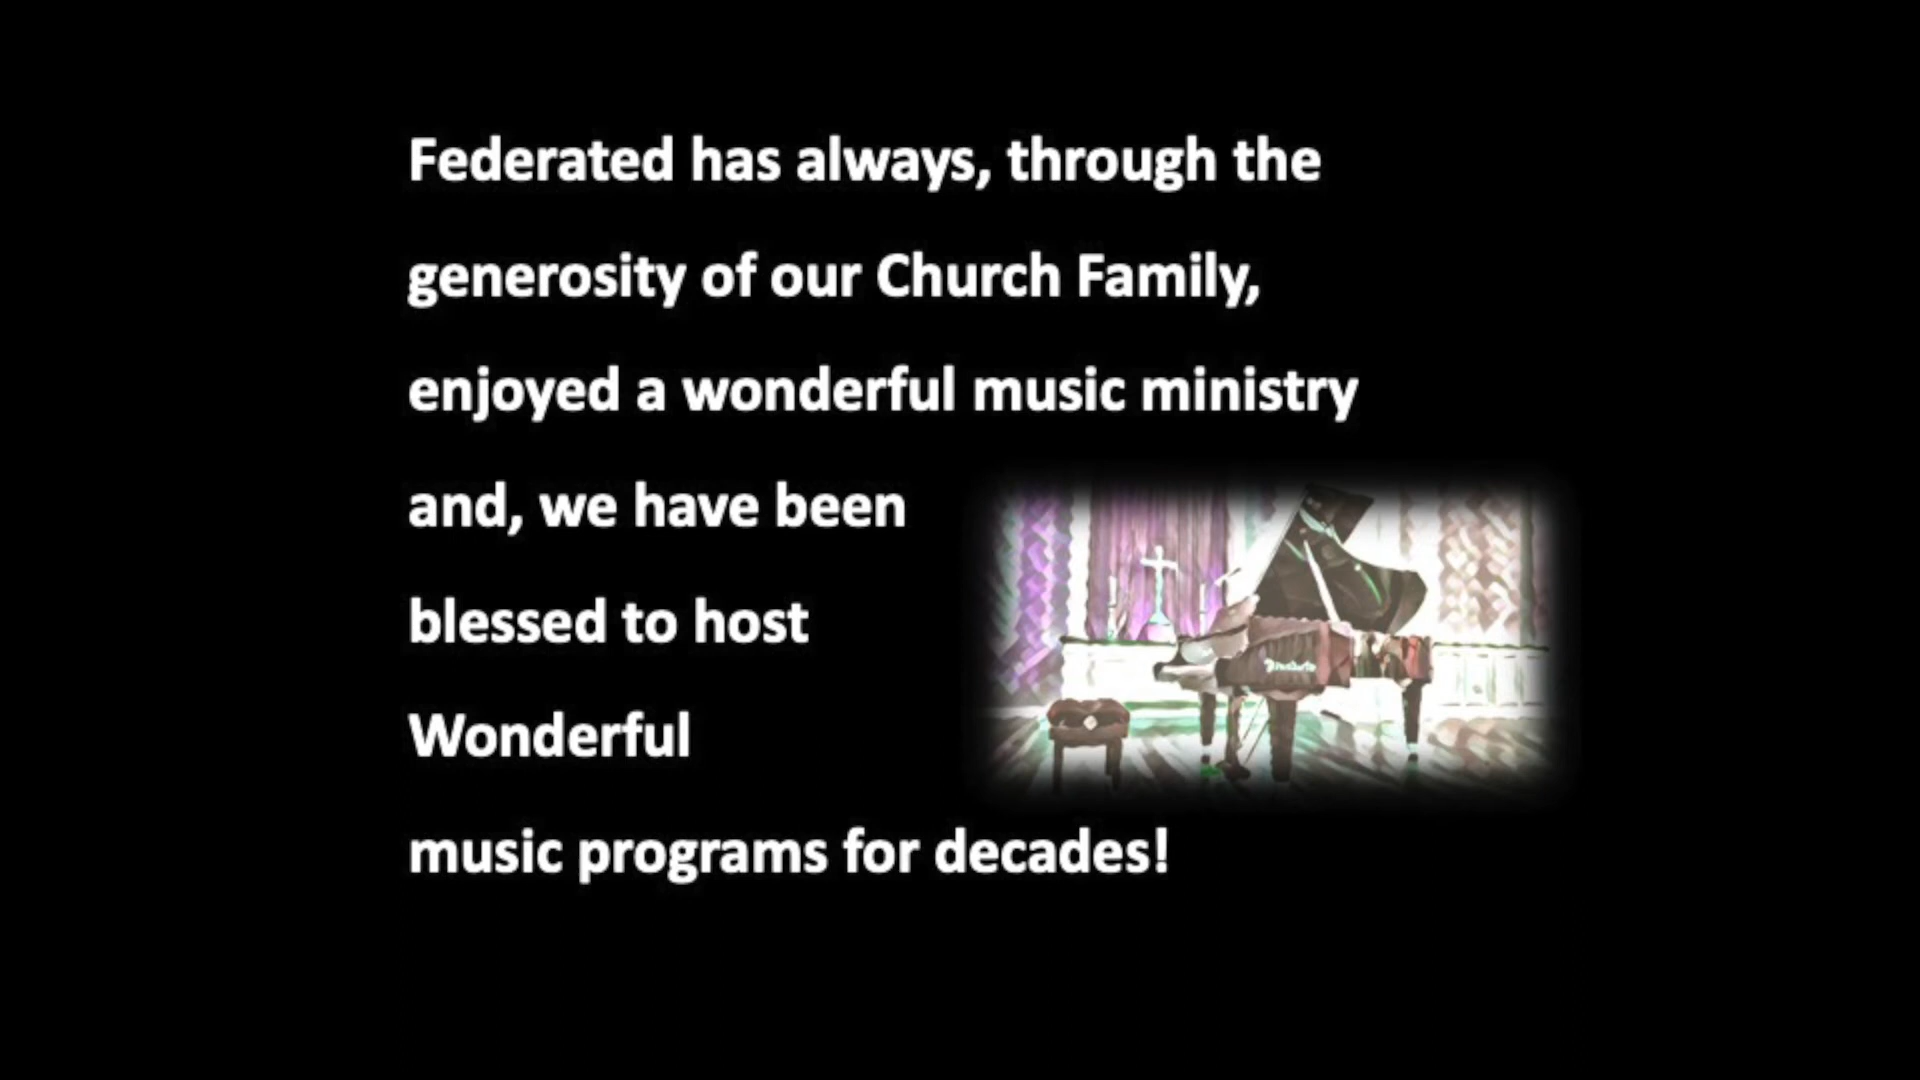 Federated has always, through the
generosity of our Church Family,
enjoyed a wonderful music ministry
and, we have been
blessed to host
Wonderful
music programs for decades!